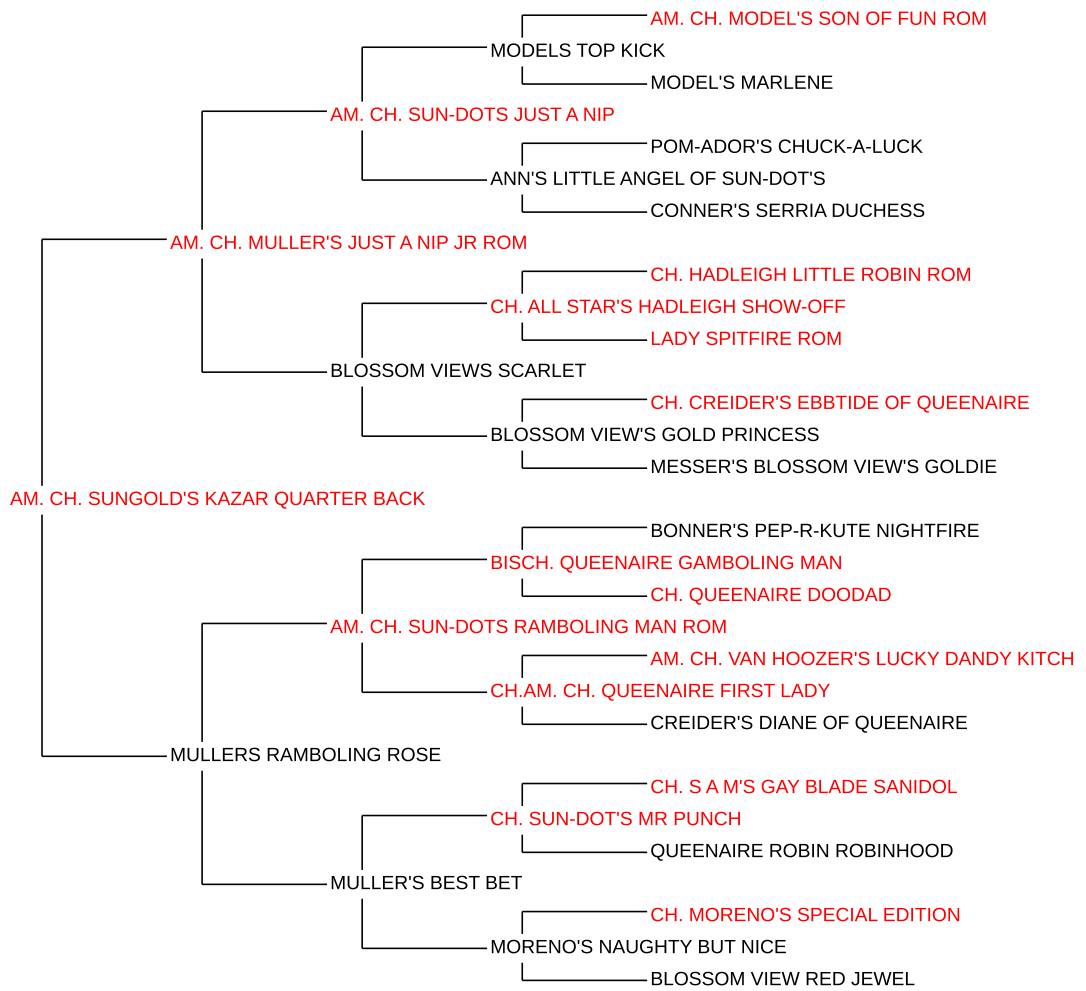 AM. CH. MODEL'S SON OF FUN ROM
MODELS TOP KICK
MODEL'S MARLENE
AM. CH. SUN-DOTS JUST A NIP
POM-ADOR'S CHUCK-A-LUCK
ANN'S LITTLE ANGEL OF SUN-DOT'S
CONNER'S SERRIA DUCHESS
AM. CH. MULLER'S JUST A NIP JR ROM
CH. HADLEIGH LITTLE ROBIN ROM
CH. ALL STAR'S HADLEIGH SHOW-OFF
LADY SPITFIRE ROM
BLOSSOM VIEWS SCARLET
CH. CREIDER'S EBBTIDE OF QUEENAIRE
BLOSSOM VIEW'S GOLD PRINCESS
MESSER'S BLOSSOM VIEW'S GOLDIE
AM. CH. SUNGOLD'S KAZAR QUARTER BACK
BONNER'S PEP-R-KUTE NIGHTFIRE
BISCH. QUEENAIRE GAMBOLING MAN
CH. QUEENAIRE DOODAD
AM. CH. SUN-DOTS RAMBOLING MAN ROM
AM. CH. VAN HOOZER'S LUCKY DANDY KITCH
CH.AM. CH. QUEENAIRE FIRST LADY
CREIDER'S DIANE OF QUEENAIRE
MULLERS RAMBOLING ROSE
CH. S A M'S GAY BLADE SANIDOL
CH. SUN-DOT'S MR PUNCH
QUEENAIRE ROBIN ROBINHOOD
MULLER'S BEST BET
CH. MORENO'S SPECIAL EDITION
MORENO'S NAUGHTY BUT NICE
BLOSSOM VIEW RED JEWEL